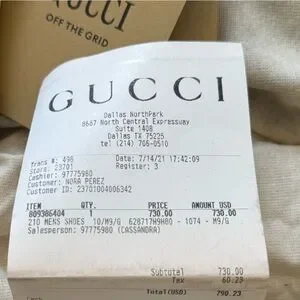 GUCCI
OFF THE GRID
GUCCI
Dallas NorthPark
8687 North Central Expressway
Suite 1408
Dallas TX 75225
tel (214) 706-0510
Trans #: 498 Date: 7/14/21 17:42:09
Store: 23701 Register: 3
Cashier: 97775980
Customer: NORA PEREZ
Customer ID: 23701004006342
ITEM QTY. PRICE AMOUNT USD
809386404 1 730.00 730.00
210 MENS SHOES 10/M9/G 628717H9G80 - 1074 - M9/G
Salesperson: 97775980 (CASSANDRA)
Subtotal 730.00
Tax 60.23
Total(USD) 790.23